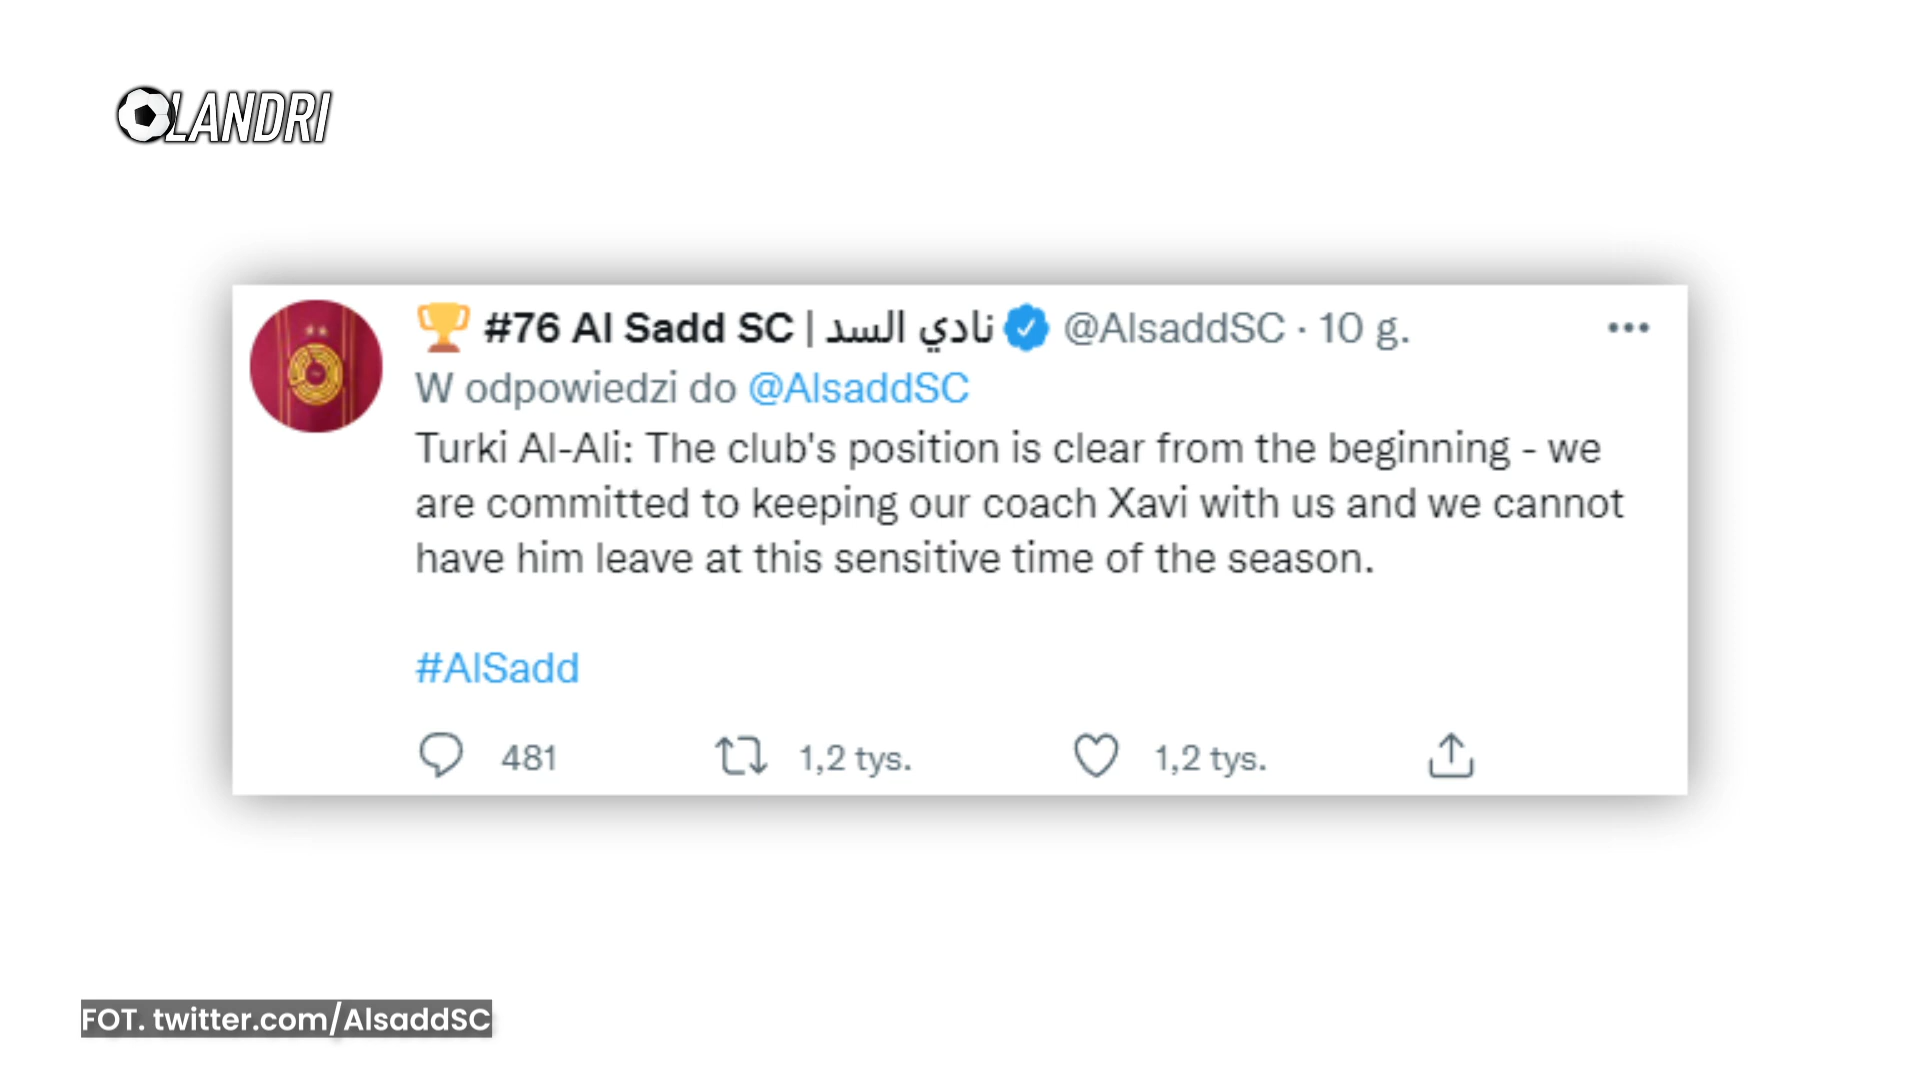 OLANDRI
🏆 #76 Al Sadd SC | نادي السد @AlsaddSC · 10 g.
W odpowiedzi do @AlsaddSC
Turki Al-Ali: The club's position is clear from the beginning - we
are committed to keeping our coach Xavi with us and we cannot
have him leave at this sensitive time of the season.
#AlSadd
481 1,2 tys. 1,2 tys.
FOT. twitter.com/AlsaddSC